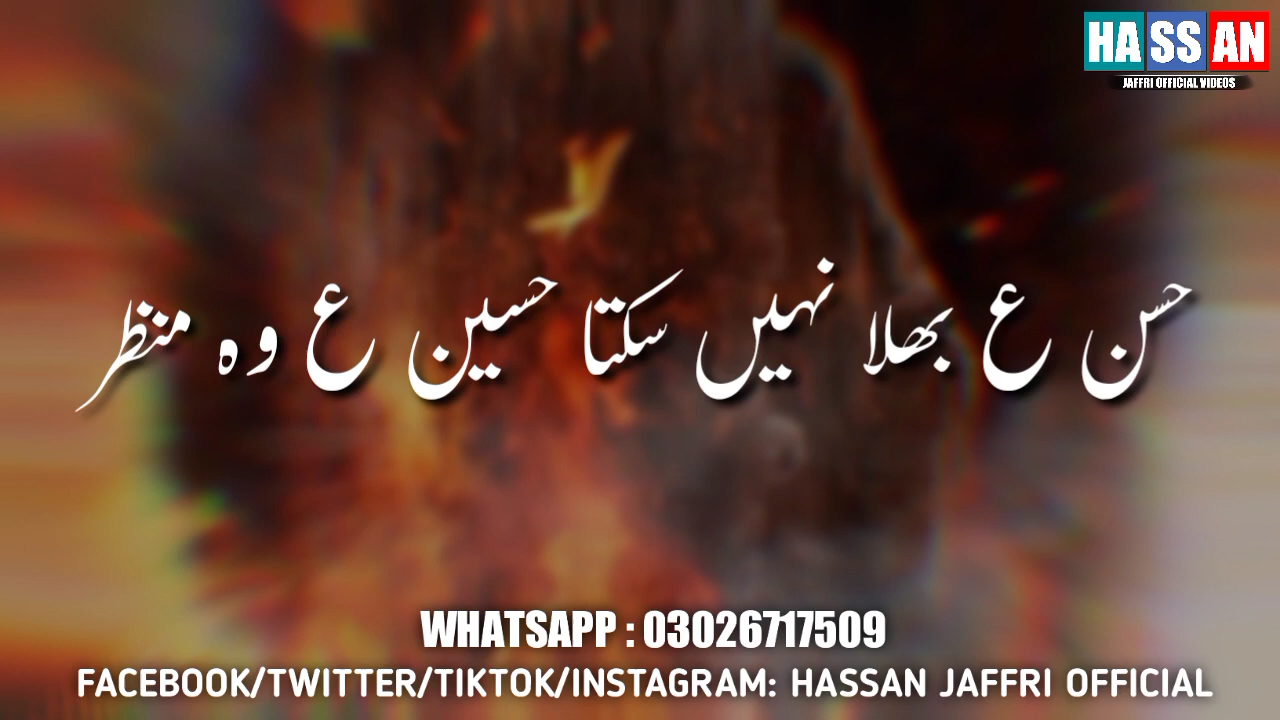 HASSAN
JAFFRI OFFICIAL VIDEOS
حسن ع بھلا نہیں سکتا حسین ع وہ منظر
WHATSAPP : 03026717509
FACEBOOK/TWITTER/TIKTOK/INSTAGRAM: HASSAN JAFFRI OFFICIAL